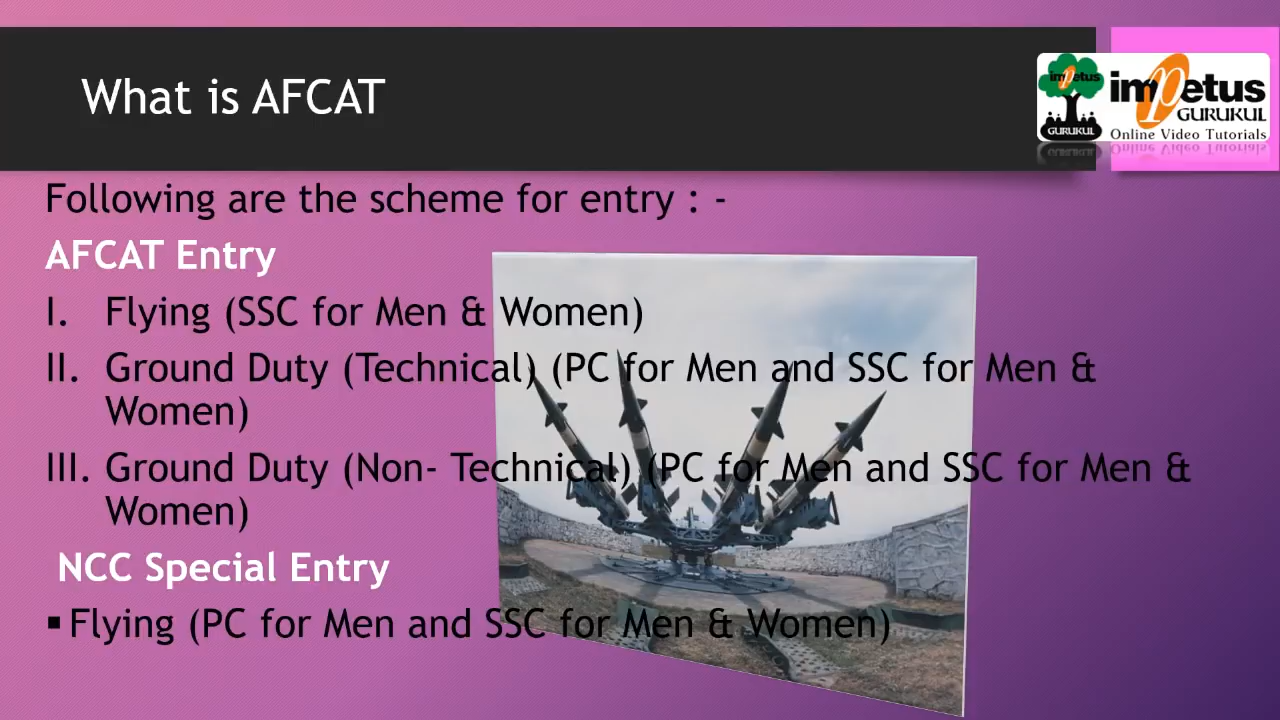 What is AFCAT
impetus
GURUKUL
impetus
GURUKUL
Online Video Tutorials
Following are the scheme for entry : -
AFCAT Entry
I. Flying (SSC for Men & Women)
II. Ground Duty (Technical) (PC for Men and SSC for Men &
Women)
III. Ground Duty (Non- Technical) (PC for Men and SSC for Men &
Women)
NCC Special Entry
▪ Flying (PC for Men and SSC for Men & Women)